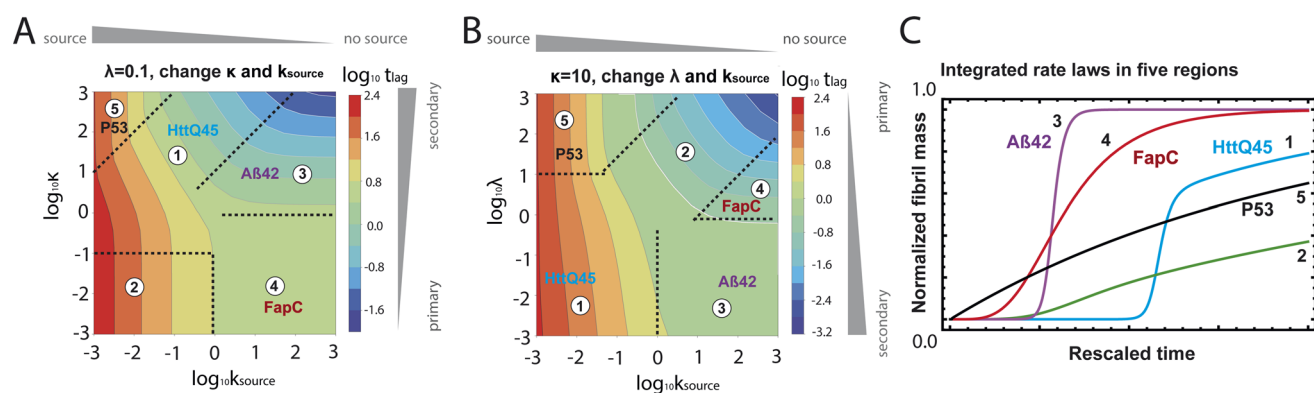 A
source
no source
λ=0.1, change κ and ksource
log10 tlag
3
2
1
0
-1
-2
-3
log10κ
5
P53
HttQ45
1
Aß42
3
2
4
FapC
-3
-2
-1
0
1
2
3
log10ksource
2.4
1.6
0.8
0.0
-0.8
-1.6
secondary
primary
B
source
no source
κ=10, change λ and ksource
log10 tlag
3
2
1
0
-1
-2
-3
log10λ
5
P53
2
4
FapC
HttQ45
1
Aß42
3
-3
-2
-1
0
1
2
3
log10ksource
2.4
1.6
0.8
0.0
-0.8
-1.6
-2.4
-3.2
primary
secondary
C
Integrated rate laws in five regions
1.0
0.0
Normalized fibril mass
Aß42
3
4
FapC
HttQ45
1
P53
5
2
Rescaled time